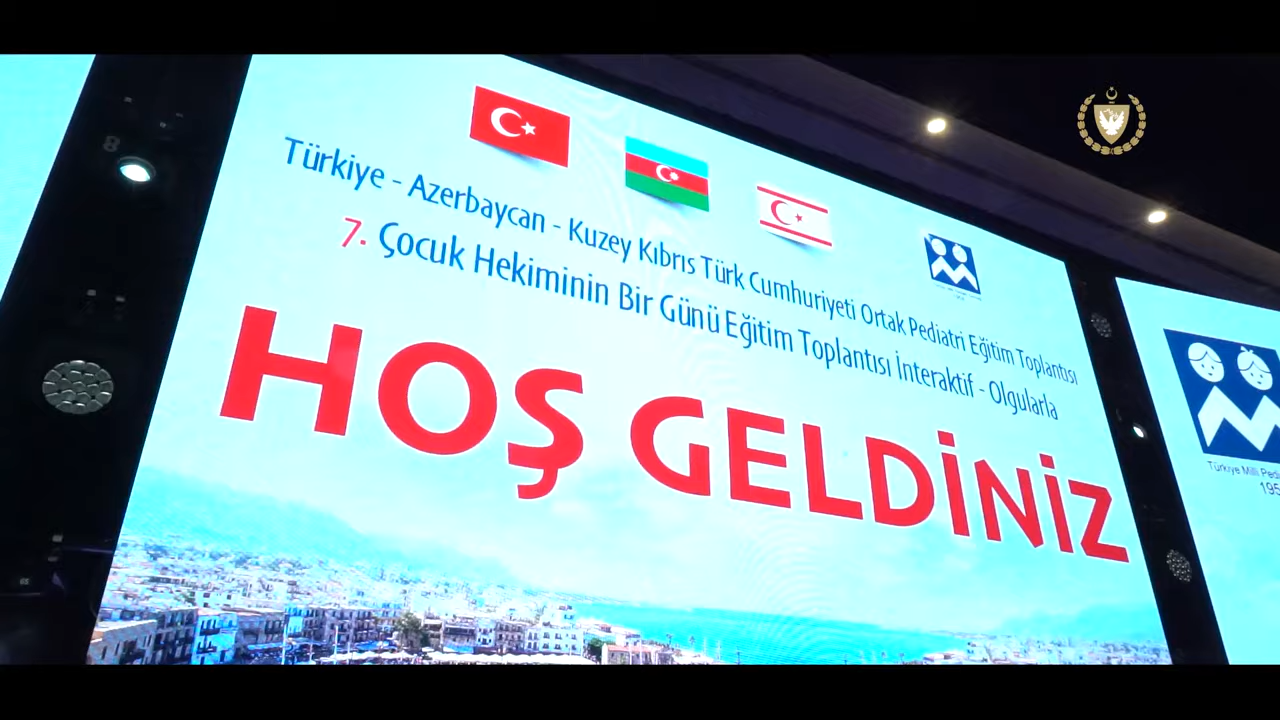 Türkiye - Azerbaycan - Kuzey Kıbrıs Türk Cumhuriyeti Ortak Pediatri Eğitim Toplantısı
7. Çocuk Hekiminin Bir Günü Eğitim Toplantısı İnteraktif - Olgularla
HOŞ GELDİNİZ
Türkiye Milli
195